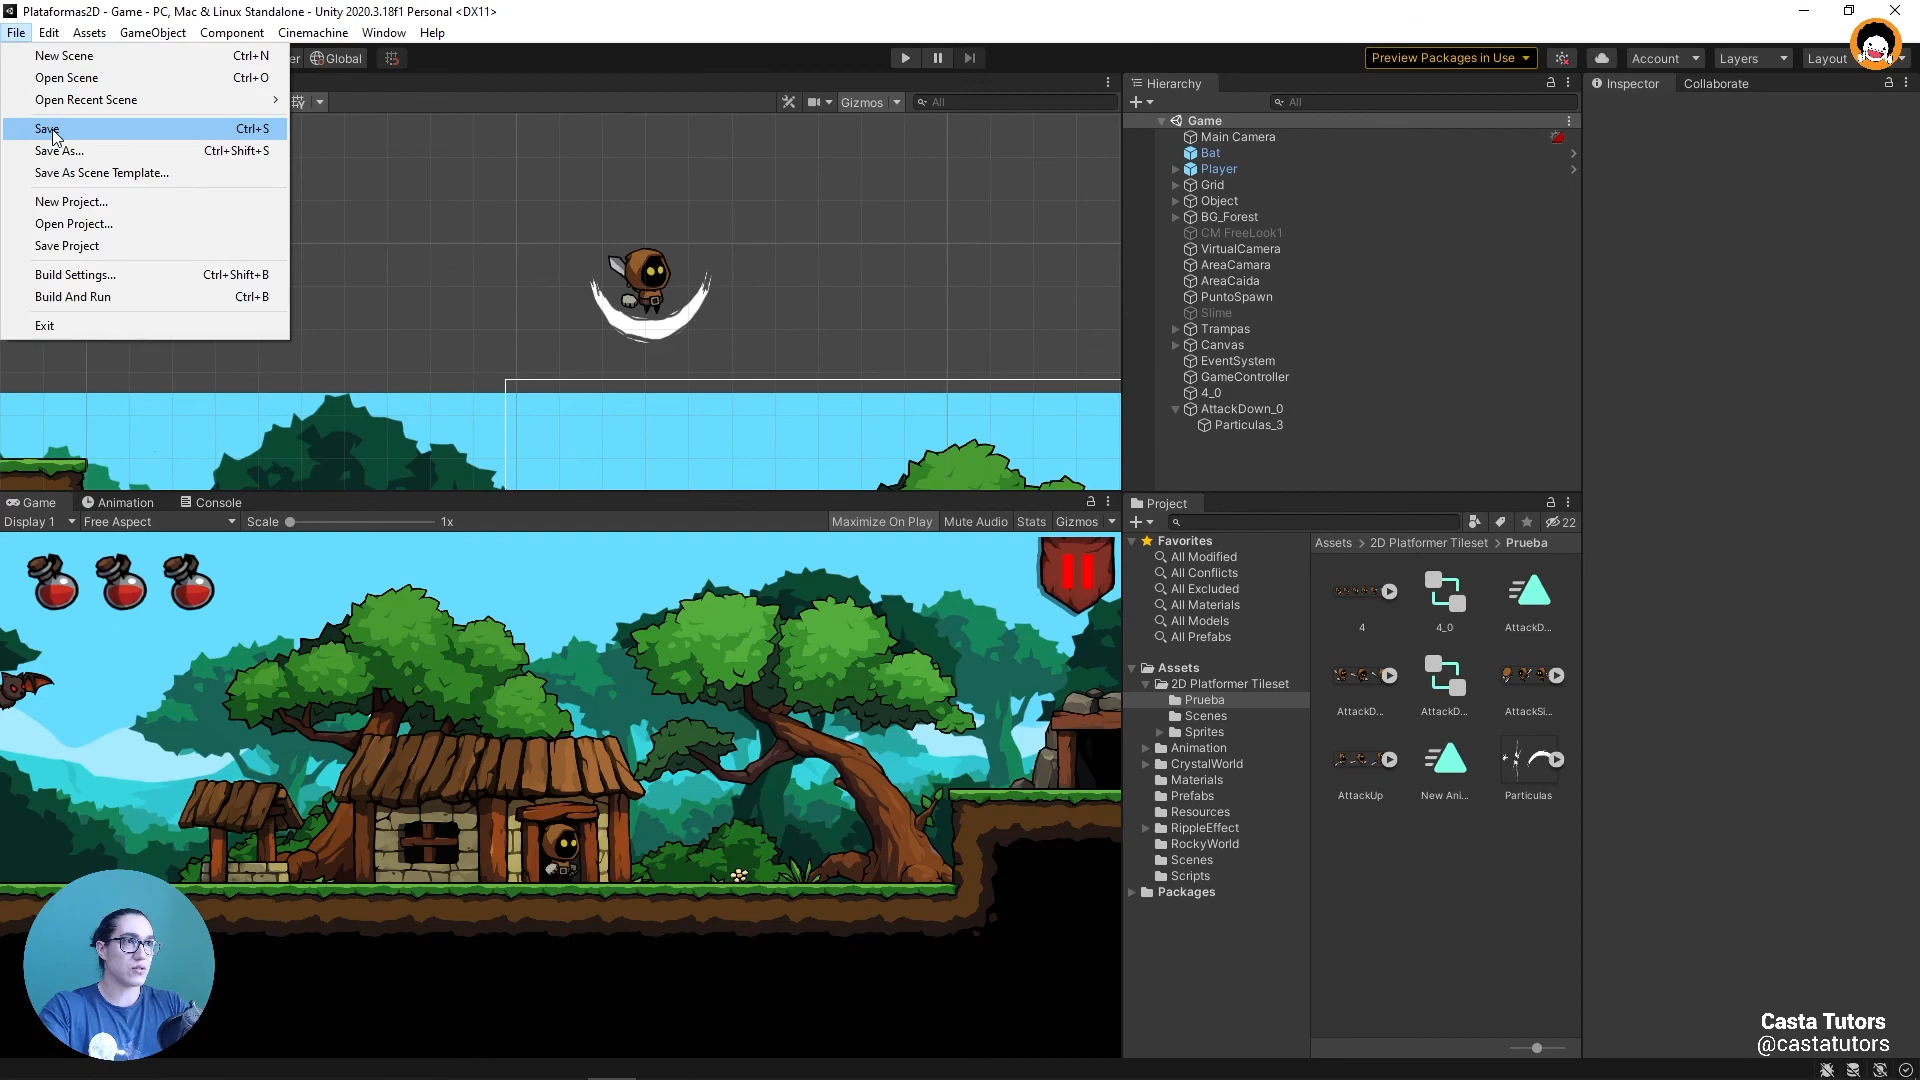 Plataformas2D - Game - PC, Mac & Linux Standalone - Unity 2020.3.18f1 Personal <DX11>
File Edit Assets GameObject Component Cinemachine Window Help
New Scene Ctrl+N
Open Scene Ctrl+O
Open Recent Scene
Save Ctrl+S
Save As... Ctrl+Shift+S
Save As Scene Template...
New Project...
Open Project...
Save Project
Build Settings... Ctrl+Shift+B
Build And Run Ctrl+B
Exit
er Global
Preview Packages in Use
Account
Layers
Layout
Gizmos
All
Hierarchy
All
Game
Main Camera
Bat
Player
Grid
Object
BG_Forest
CM FreeLook1
VirtualCamera
AreaCamara
AreaCaida
PuntoSpawn
Slime
Trampas
Canvas
EventSystem
GameController
4_0
AttackDown_0
Particulas_3
Inspector Collaborate
Game Animation Console
Display 1 Free Aspect Scale 1x Maximize On Play Mute Audio Stats Gizmos
Project
22
Favorites
All Modified
All Conflicts
All Excluded
All Materials
All Models
All Prefabs
Assets
2D Platformer Tileset
Prueba
Scenes
Sprites
Animation
CrystalWorld
Materials
Prefabs
Resources
RippleEffect
RockyWorld
Scenes
Scripts
Packages
Assets > 2D Platformer Tileset > Prueba
4 4_0 AttackD...
AttackD... AttackD... AttackSi...
AttackUp New Ani... Particulas
Casta Tutors
@castatutors